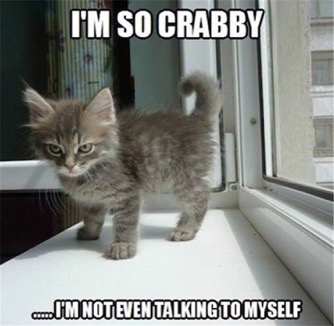 I'M SO CRABBY
.....I'M NOT EVEN TALKING TO MYSELF